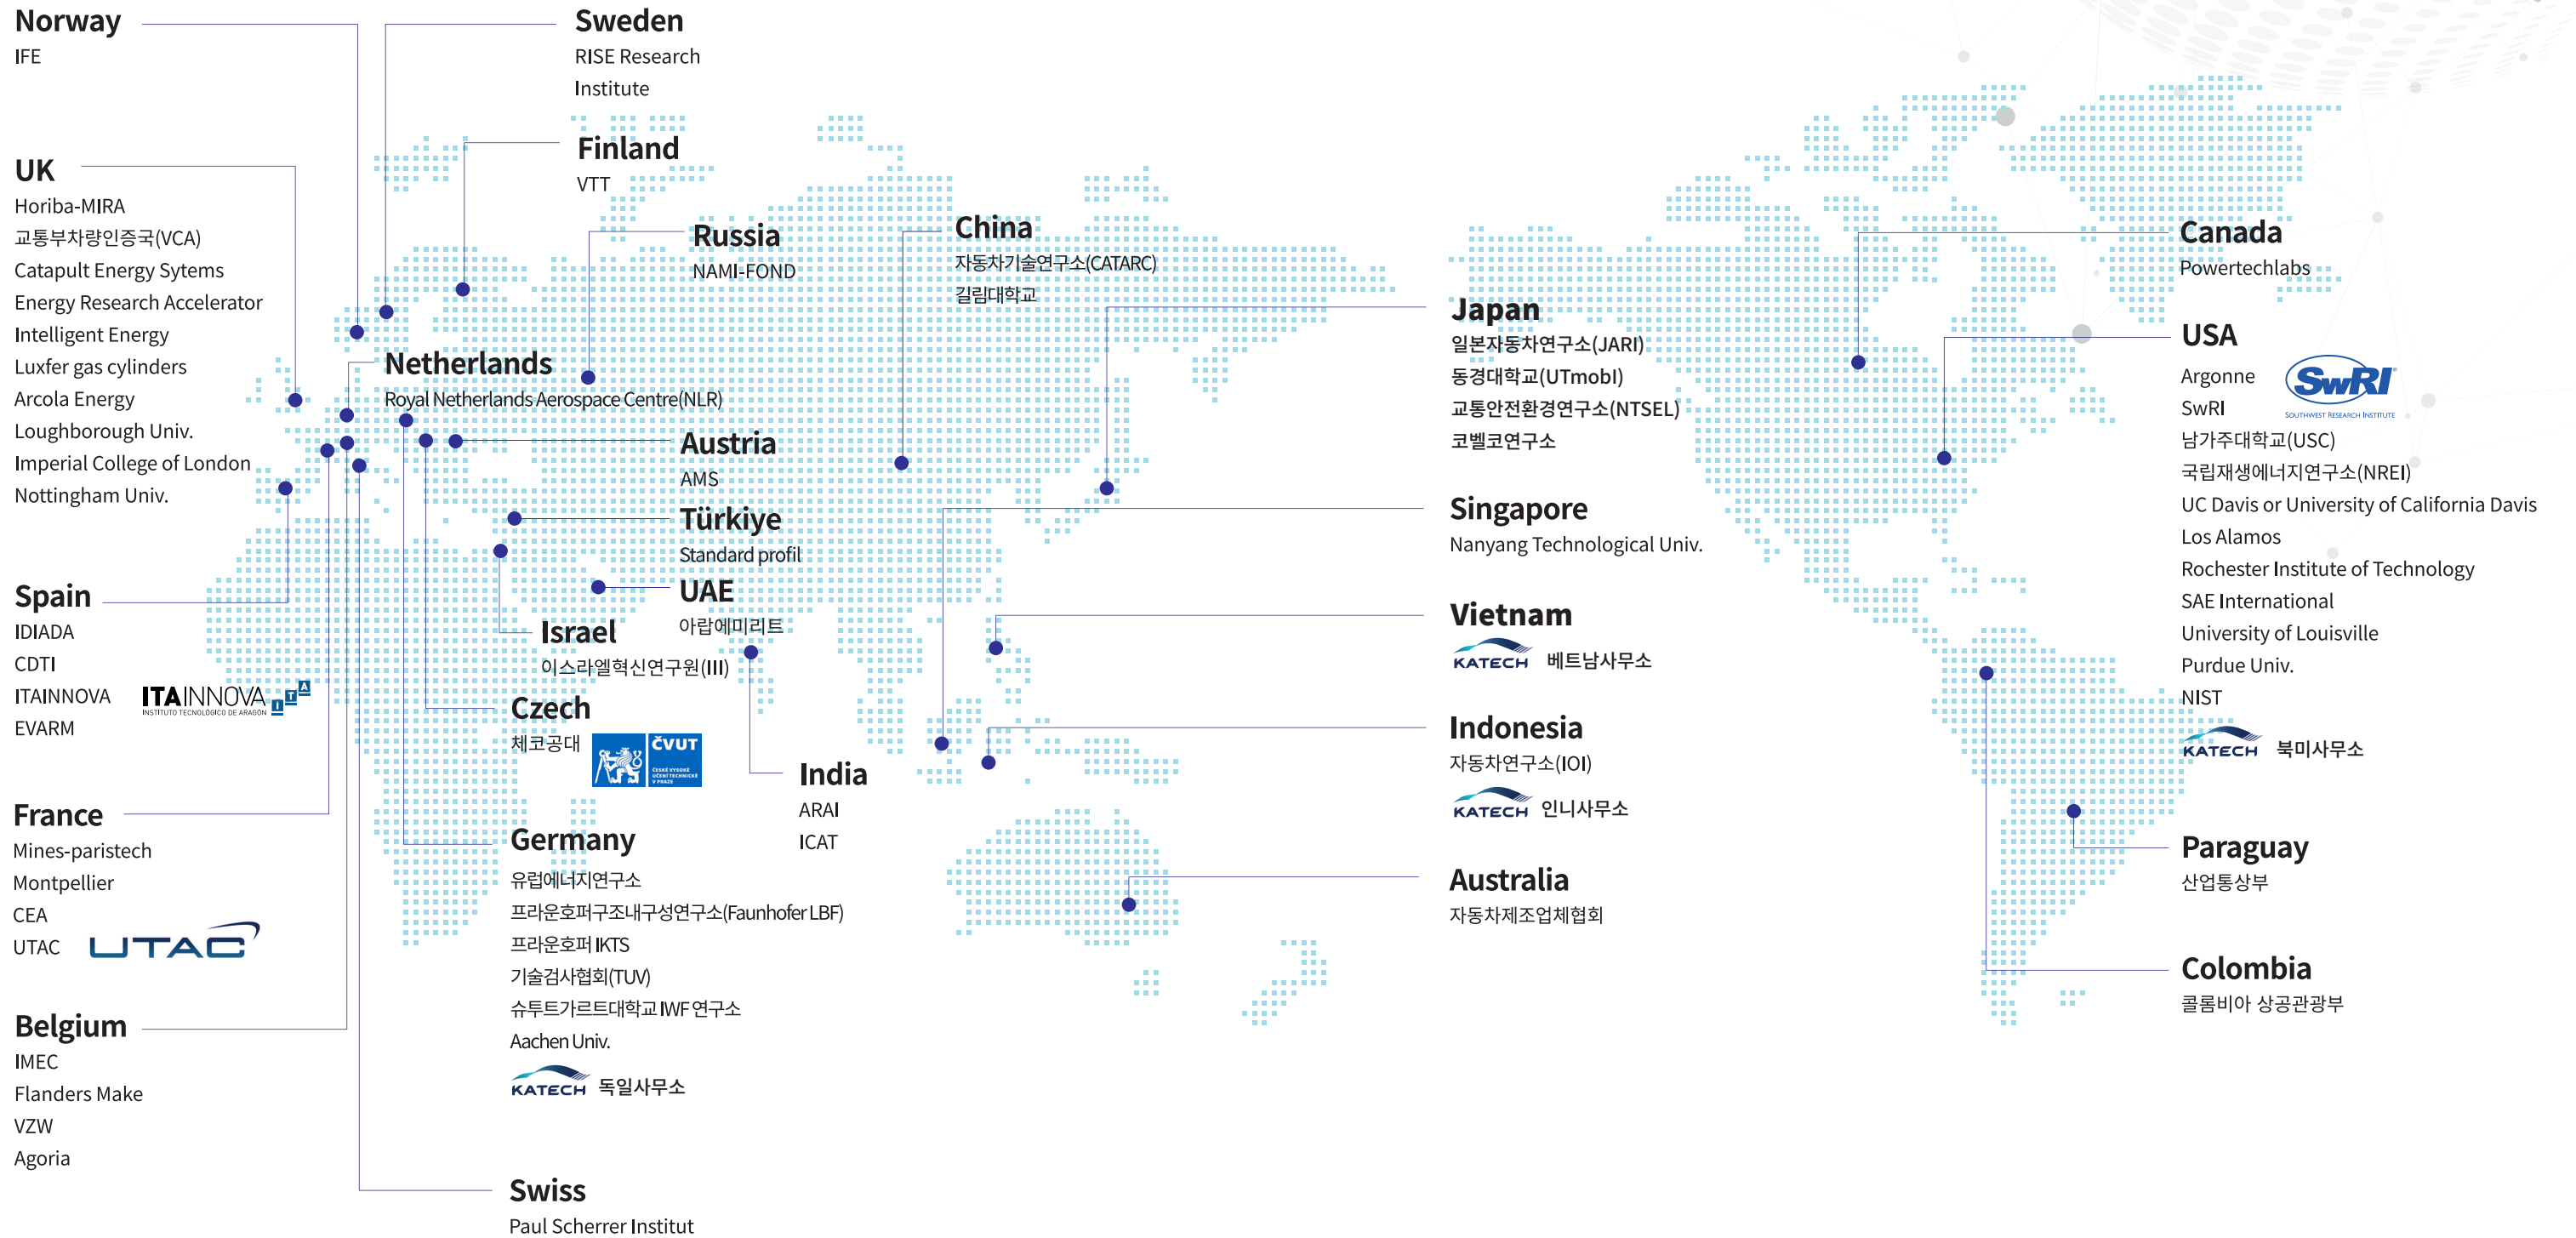 Norway
IFE
Sweden
RISE Research
Institute
Finland
VTT
UK
Horiba-MIRA
교통부차량인증국(VCA)
Catapult Energy Sytems
Energy Research Accelerator
Intelligent Energy
Luxfer gas cylinders
Arcola Energy
Loughborough Univ.
Imperial College of London
Nottingham Univ.
Russia
NAMI-FOND
China
자동차기술연구소(CATARC)
길림대학교
Netherlands
Royal Netherlands Aerospace Centre(NLR)
Austria
AMS
Türkiye
Standard profil
UAE
아랍에미리트
Israel
이스라엘혁신연구원(III)
Spain
IDIADA
CDTI
ITAINNOVA
EVARM
ITAINNOVA
INSTITUTO TECNOLÓGICO DE ARAGÓN
I T A
Czech
체코공대
ČVUT
ČESKÉ VYSOKÉ
UČENÍ TECHNICKÉ
V PRAZE
India
ARAI
ICAT
France
Mines-paristech
Montpellier
CEA
UTAC
UTAC
Germany
유럽에너지연구소
프라운호퍼구조내구성연구소(Faunhofer LBF)
프라운호퍼 IKTS
기술검사협회(TUV)
슈투트가르트대학교 IWF 연구소
Aachen Univ.
KATECH 독일사무소
Belgium
IMEC
Flanders Make
VZW
Agoria
Swiss
Paul Scherrer Institut
Japan
일본자동차연구소(JARI)
동경대학교(UTmobI)
교통안전환경연구소(NTSEL)
코벨코연구소
Singapore
Nanyang Technological Univ.
Vietnam
KATECH 베트남사무소
Indonesia
자동차연구소(IOI)
KATECH 인니사무소
Australia
자동차제조업체협회
Canada
Powertechlabs
USA
Argonne
SwRI
SwRI
SOUTHWEST RESEARCH INSTITUTE
남가주대학교(USC)
국립재생에너지연구소(NREI)
UC Davis or University of California Davis
Los Alamos
Rochester Institute of Technology
SAE International
University of Louisville
Purdue Univ.
NIST
KATECH 북미사무소
Paraguay
산업통상부
Colombia
콜롬비아 상공관광부